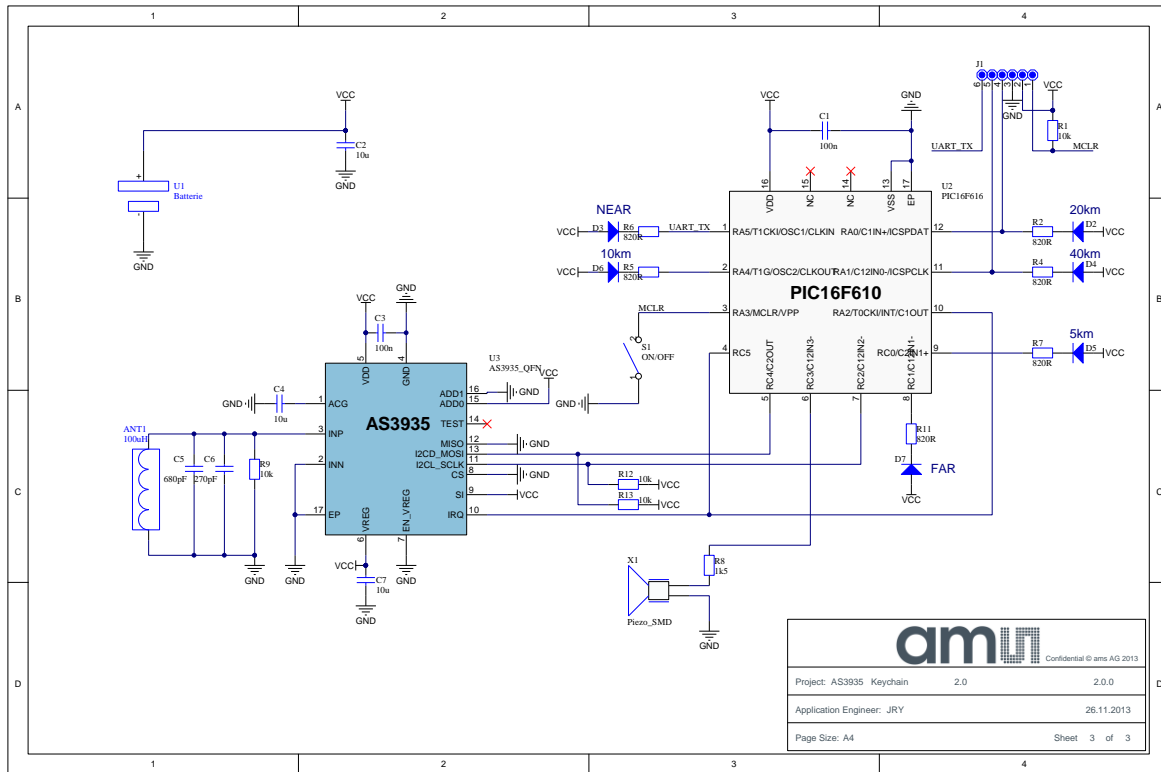 1
2
3
4
A
B
C
D
A
B
C
D
VCC
C2
10u
GND
+
-
U1
Batterie
GND
VCC
C1
100n
GND
16
15
14
13
17
VDD
NC
NC
VSS
EP
U2
PIC16F616
J1
6
5
4
3
2
1
GND
VCC
R1
10k
UART_TX
MCLR
NEAR
VCC
D3
R6
820R
UART_TX
1
RA5/T1CKI/OSC1/CLKIN
RA0/C1IN+/ICSPDAT
12
R2
820R
20km
D2
VCC
10km
VCC
D6
R5
820R
2
RA4/T1G/OSC2/CLKOUT
RA1/C12IN0-/ICSPCLK
11
R4
820R
40km
D4
VCC
PIC16F610
MCLR
3
RA3/MCLR/VPP
RA2/T0CKI/INT/C1OUT
10
4
RC5
RC0/C2IN1+
9
R7
820R
5km
D5
VCC
RC4/C2OUT
RC3/C12IN3-
RC2/C12IN2-
RC1/C12IN1-
5
6
7
8
2
S1
ON/OFF
1
GND
R11
820R
D7
FAR
VCC
VCC
GND
C3
100n
5
4
VDD
GND
U3
AS3935_QFN
VCC
AS3935
GND
C4
10u
1
ACG
3
INP
2
INN
17
EP
VREG
EN_VREG
6
7
ADD1
16
GND
ADD0
15
TEST
14
MISO
12
GND
I2CD_MOSI
13
I2CL_SCLK
11
CS
8
GND
SI
9
VCC
IRQ
10
ANT1
100uH
C5
680pF
C6
270pF
R9
10k
GND
GND
VCC
C7
10u
GND
GND
R12
10k
VCC
R13
10k
VCC
R8
1k5
X1
Piezo_SMD
GND
am
Confidential © ams AG 2013
Project: AS3935 Keychain 2.0 2.0.0
Application Engineer: JRY 26.11.2013
Page Size: A4 Sheet 3 of 3
1
2
3
4